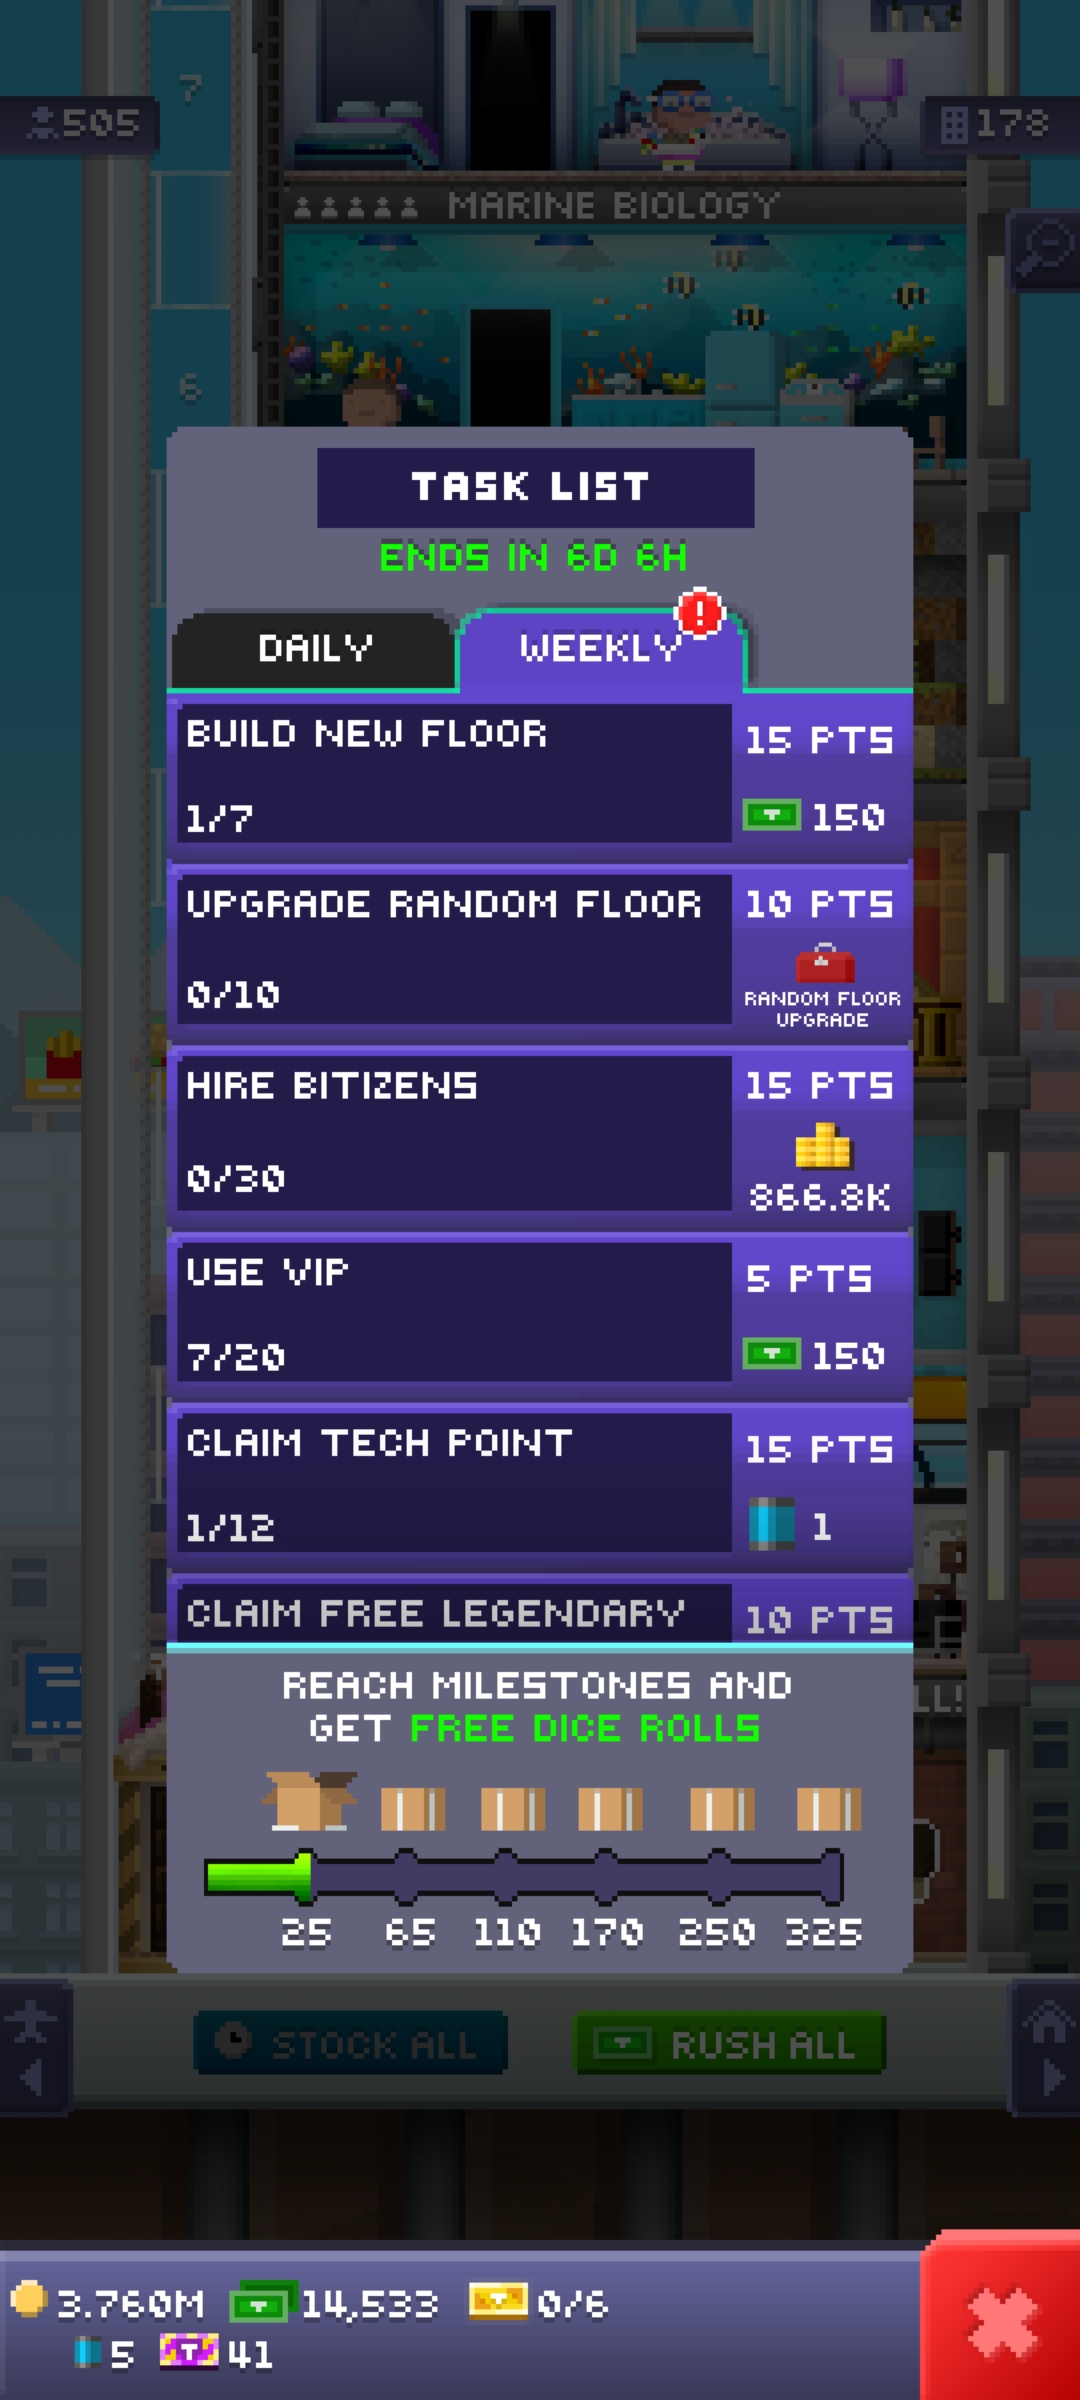 7
505
178
MARINE BIOLOGY
6
TASK LIST
ENDS IN 6D 6H
DAILY
WEEKLY
!
BUILD NEW FLOOR
15 PTS
1/7
150
UPGRADE RANDOM FLOOR
10 PTS
0/10
RANDOM FLOOR
UPGRADE
HIRE BITIZENS
15 PTS
0/30
866.8K
USE VIP
5 PTS
7/20
150
CLAIM TECH POINT
15 PTS
1/12
1
CLAIM FREE LEGENDARY
10 PTS
LL!
REACH MILESTONES AND
GET FREE DICE ROLLS
25 65 110 170 250 325
STOCK ALL
RUSH ALL
3.760M 14,533 0/6
5 41